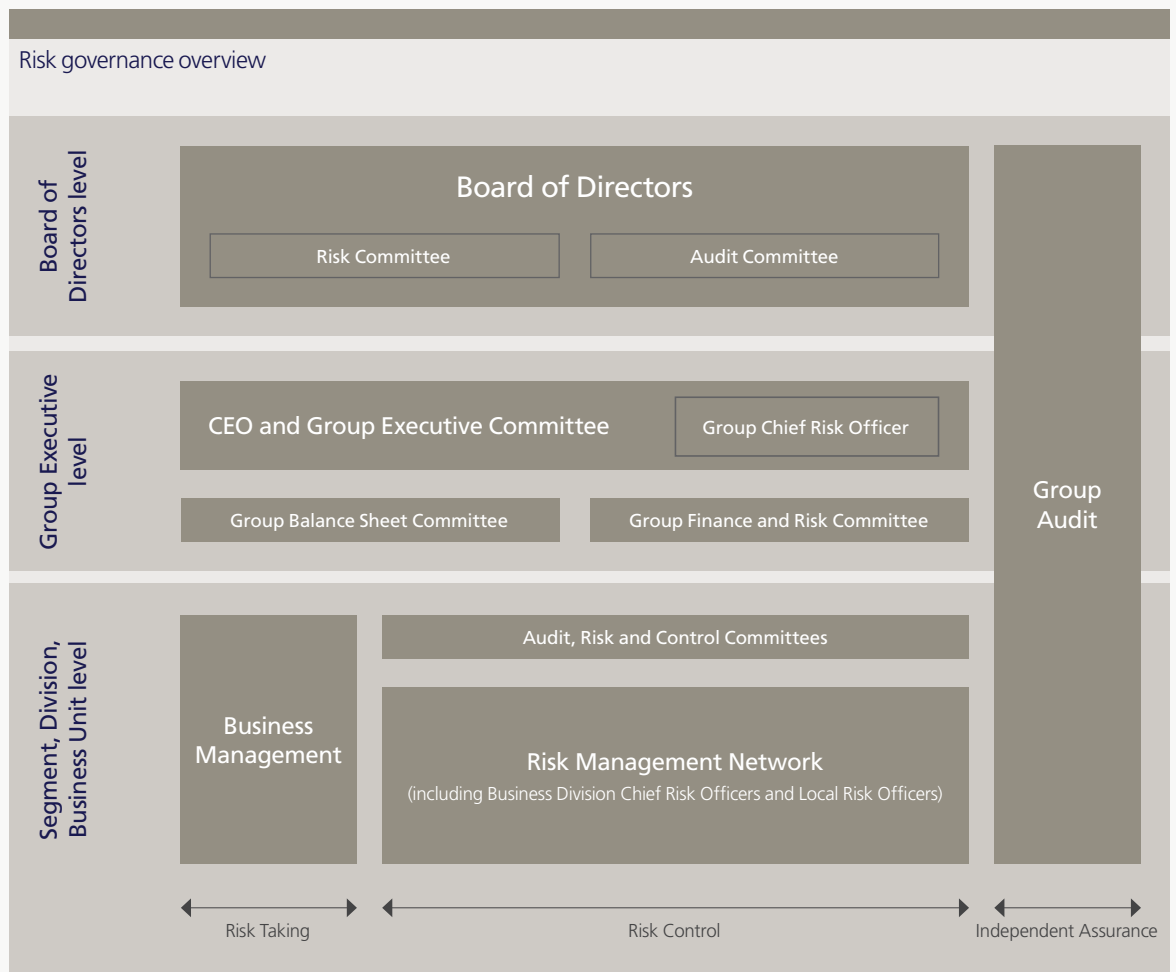 Risk governance overview
Board of
Directors level
Board of Directors
Risk Committee
Audit Committee
Group Executive
level
CEO and Group Executive Committee
Group Chief Risk Officer
Group Balance Sheet Committee
Group Finance and Risk Committee
Group
Audit
Segment, Division,
Business Unit level
Business
Management
Audit, Risk and Control Committees
Risk Management Network
(including Business Division Chief Risk Officers and Local Risk Officers)
Risk Taking
Risk Control
Independent Assurance